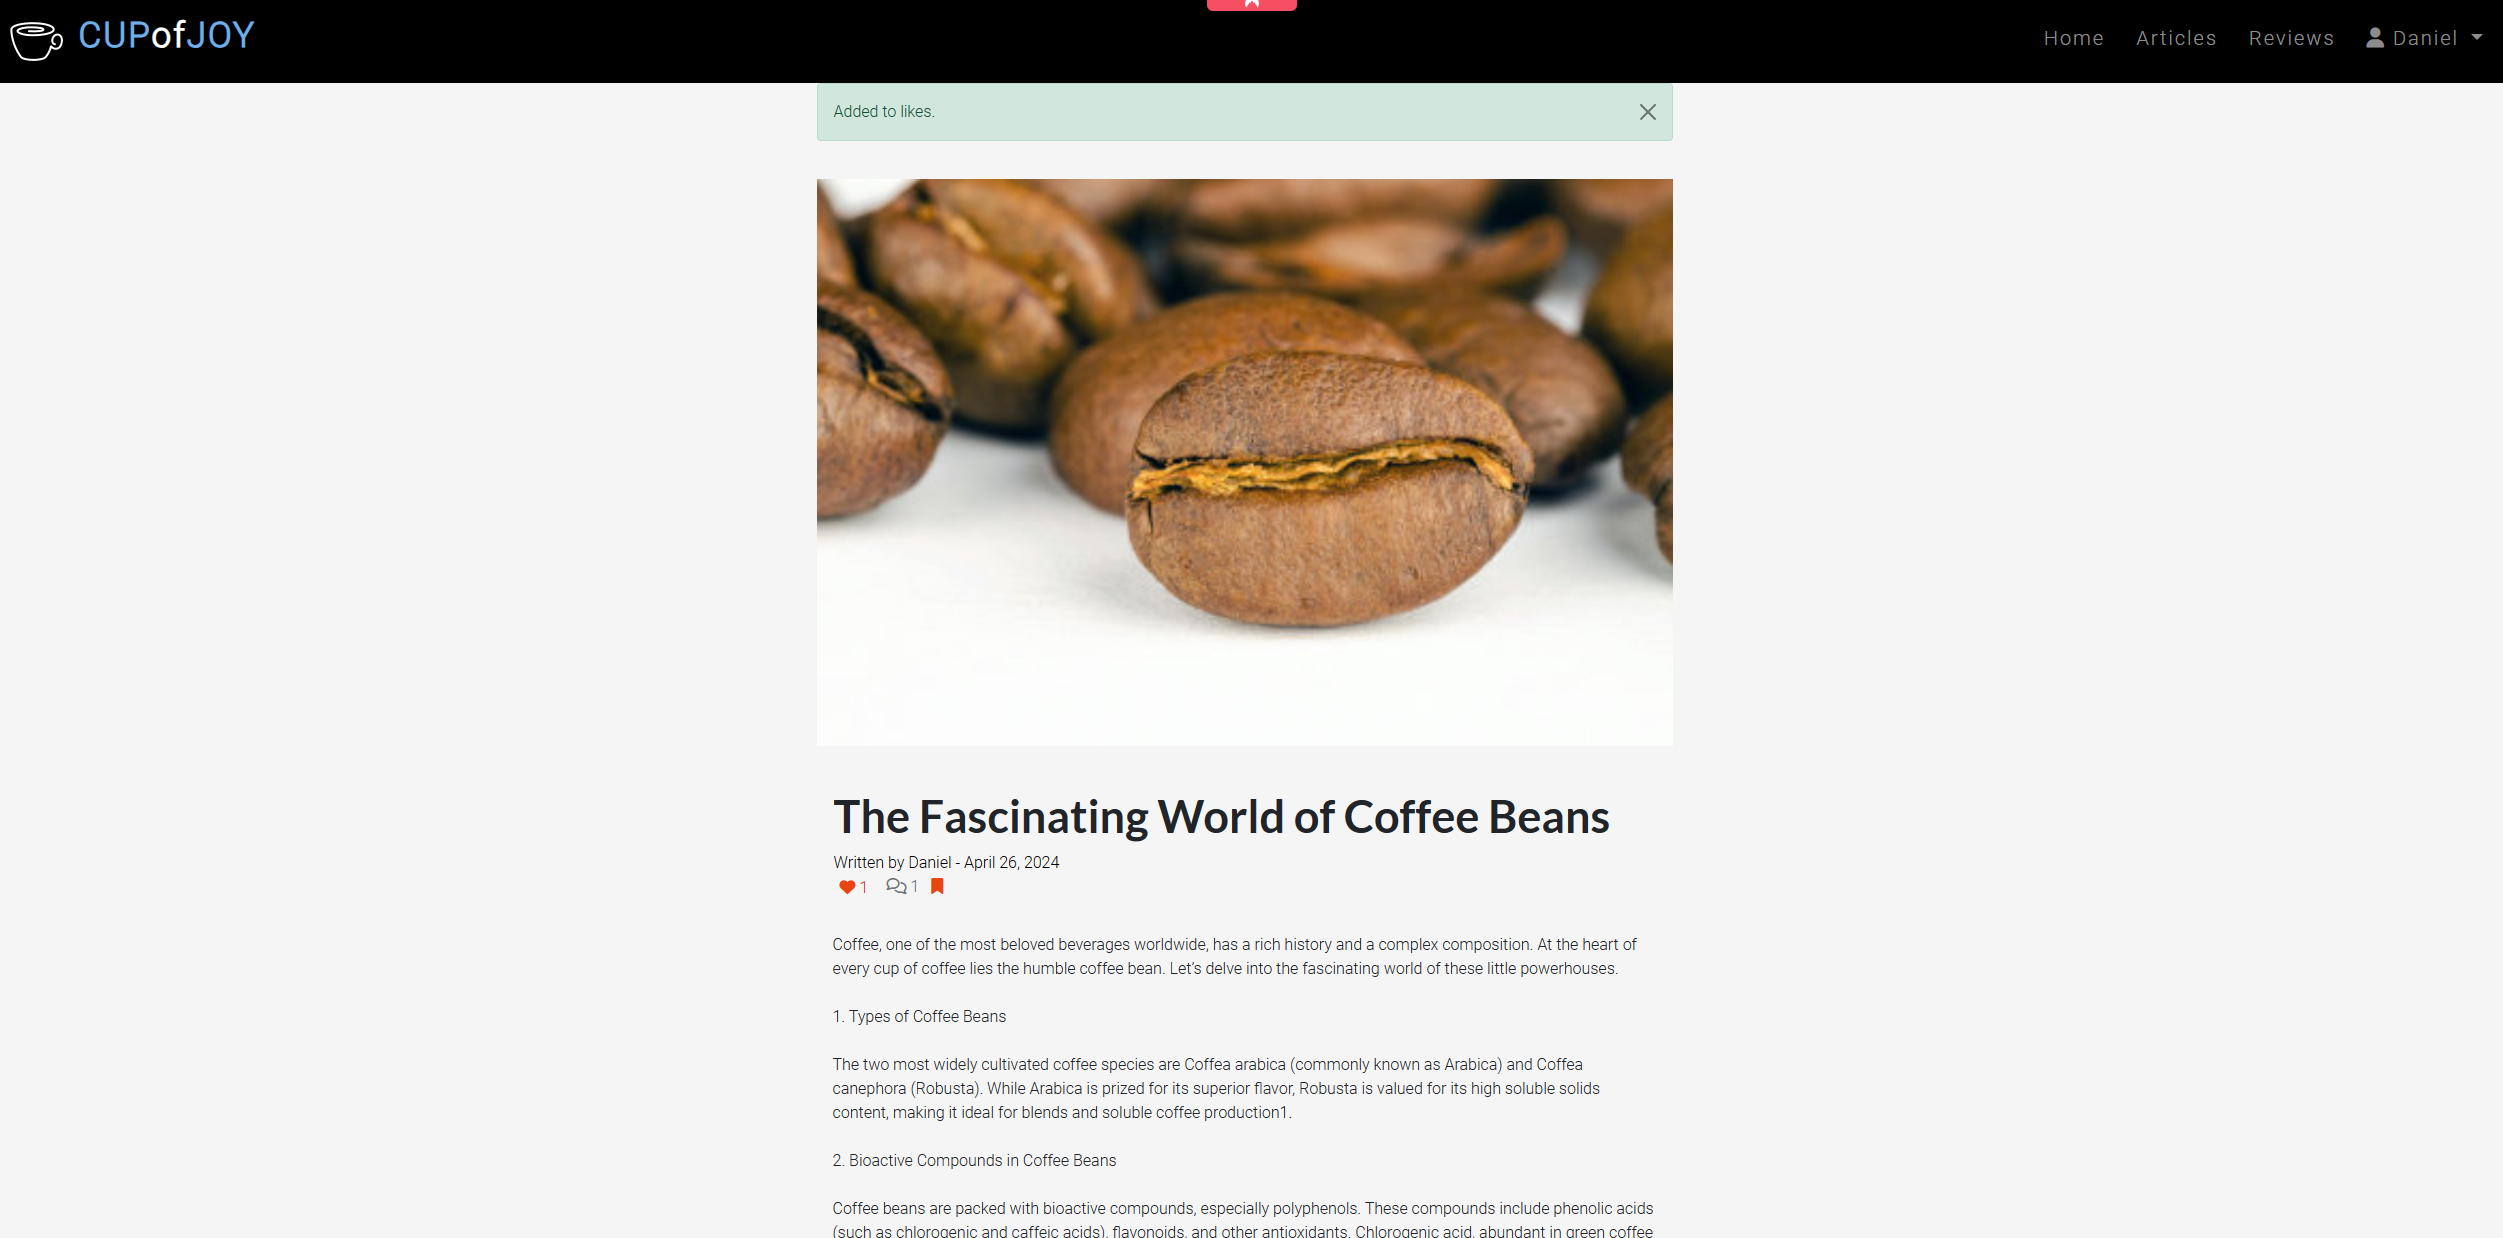 CUPofJOY
Home Articles Reviews Daniel
Added to likes.
The Fascinating World of Coffee Beans
Written by Daniel - April 26, 2024
1 1
Coffee, one of the most beloved beverages worldwide, has a rich history and a complex composition. At the heart of
every cup of coffee lies the humble coffee bean. Let’s delve into the fascinating world of these little powerhouses.
1. Types of Coffee Beans
The two most widely cultivated coffee species are Coffea arabica (commonly known as Arabica) and Coffea
canephora (Robusta). While Arabica is prized for its superior flavor, Robusta is valued for its high soluble solids
content, making it ideal for blends and soluble coffee production1.
2. Bioactive Compounds in Coffee Beans
Coffee beans are packed with bioactive compounds, especially polyphenols. These compounds include phenolic acids
(such as chlorogenic and caffeic acids), flavonoids, and other antioxidants. Chlorogenic acid, abundant in green coffee